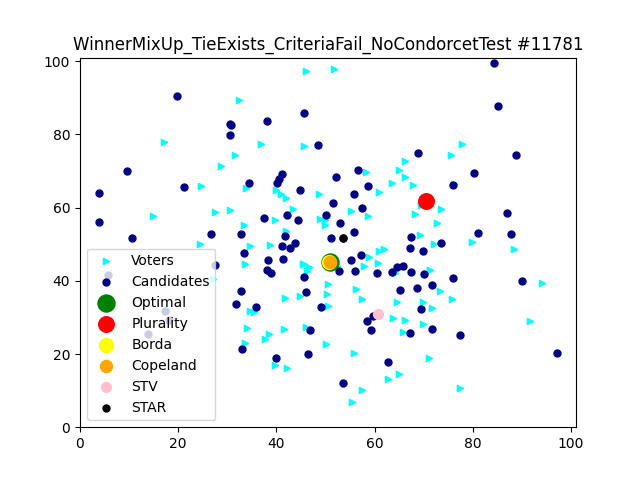 WinnerMixUp_TieExists_CriteriaFail_NoCondorcetTest #11781
100
80
60
40
20
0
Voters
Candidates
Optimal
Plurality
Borda
Copeland
STV
STAR
0 20 40 60 80 100